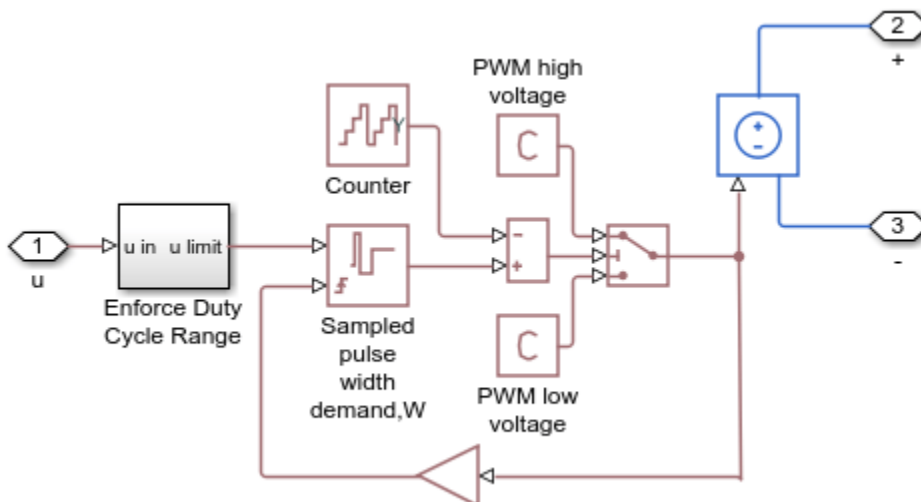 2
+
PWM high
voltage
C
Y
Counter
+
-
1
u
u in u limit
Enforce Duty
Cycle Range
-
+
3
-
Sampled
pulse
width
demand,W
C
PWM low
voltage